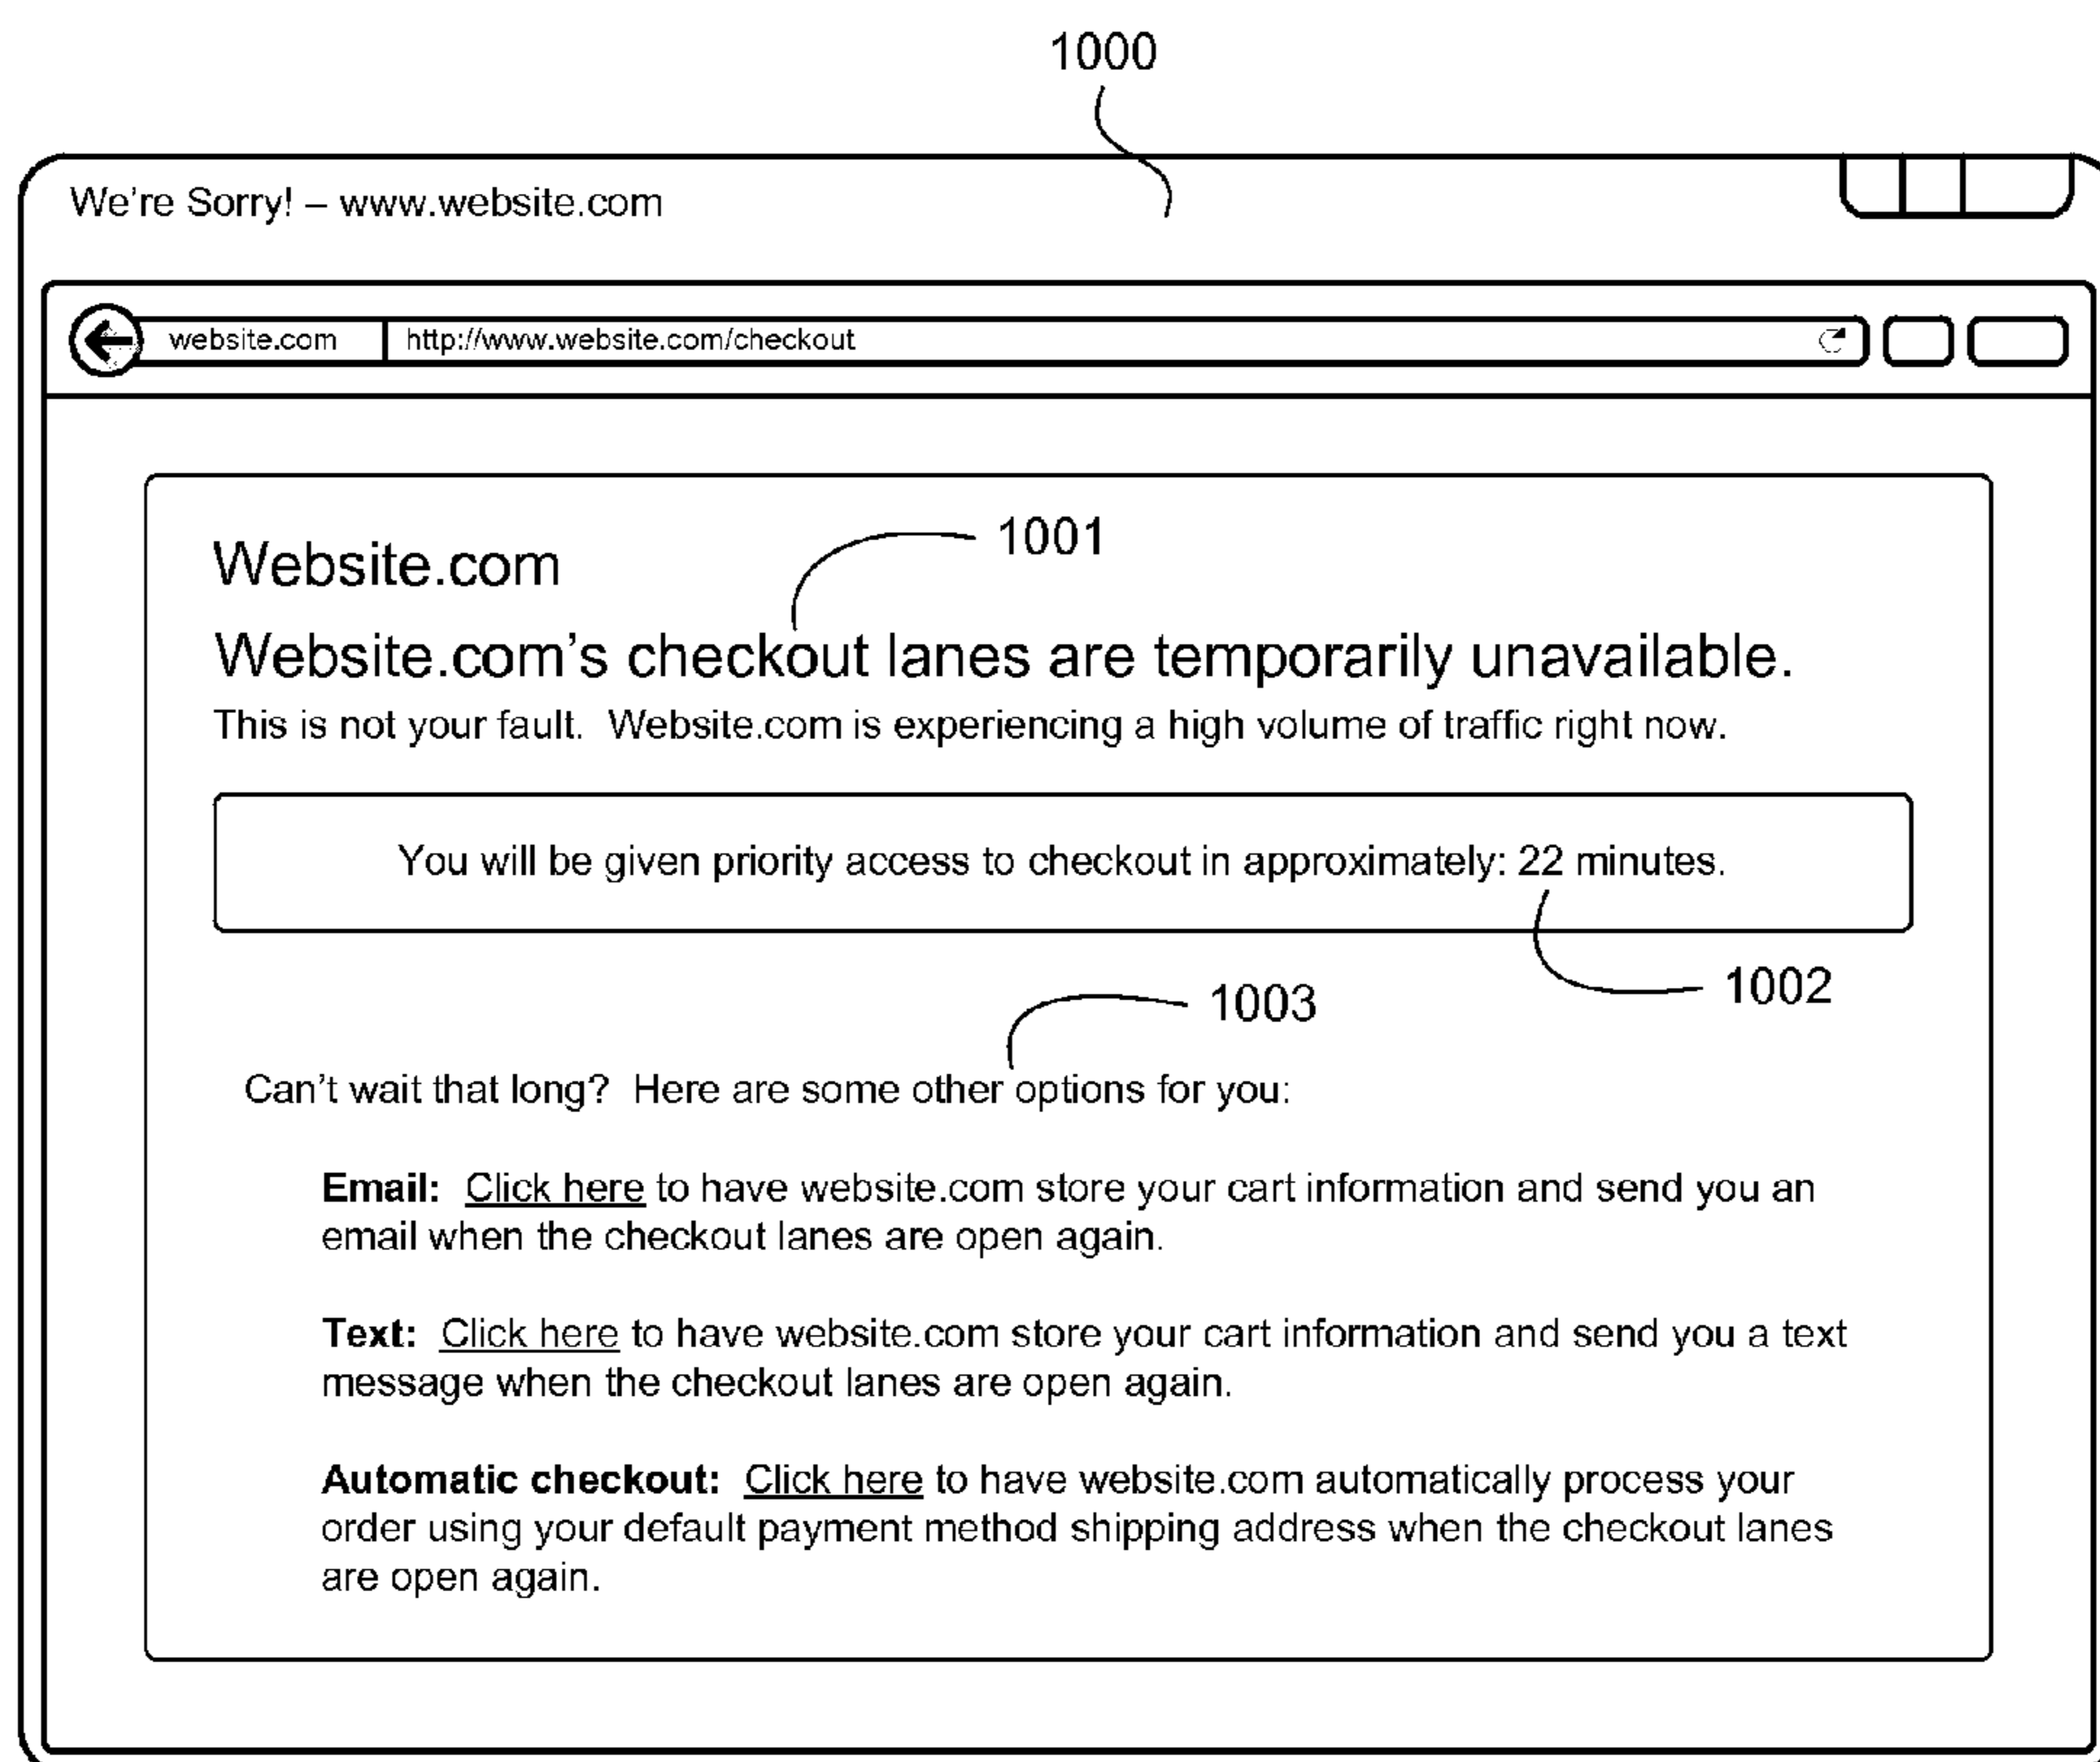 1000
We're Sorry! – www.website.com
website.com http://www.website.com/checkout
1001
Website.com
Website.com's checkout lanes are temporarily unavailable.
This is not your fault. Website.com is experiencing a high volume of traffic right now.
You will be given priority access to checkout in approximately: 22 minutes.
1002
1003
Can't wait that long? Here are some other options for you:
Email: Click here to have website.com store your cart information and send you an
email when the checkout lanes are open again.
Text: Click here to have website.com store your cart information and send you a text
message when the checkout lanes are open again.
Automatic checkout: Click here to have website.com automatically process your
order using your default payment method shipping address when the checkout lanes
are open again.